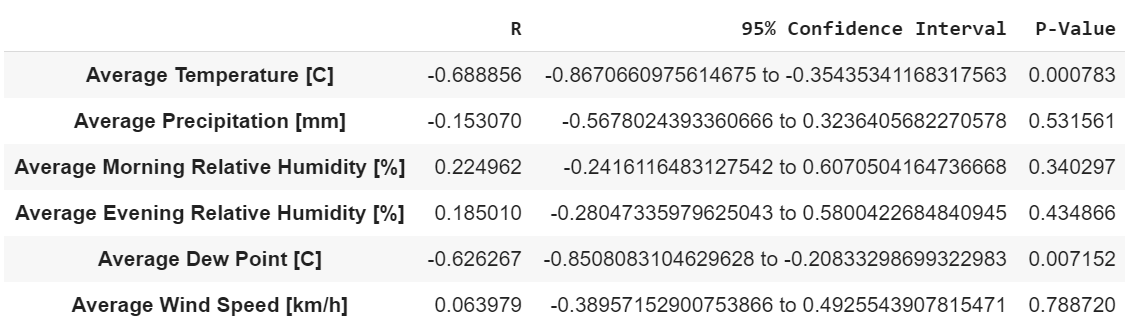 R 95% Confidence Interval P-Value
Average Temperature [C] -0.688856 -0.8670660975614675 to -0.35435341168317563 0.000783
Average Precipitation [mm] -0.153070 -0.5678024393360666 to 0.3236405682270578 0.531561
Average Morning Relative Humidity [%] 0.224962 -0.2416116483127542 to 0.6070504164736668 0.340297
Average Evening Relative Humidity [%] 0.185010 -0.28047335979625043 to 0.5800422684840945 0.434866
Average Dew Point [C] -0.626267 -0.8508083104629628 to -0.20833298699322983 0.007152
Average Wind Speed [km/h] 0.063979 -0.38957152900753866 to 0.4925543907815471 0.788720